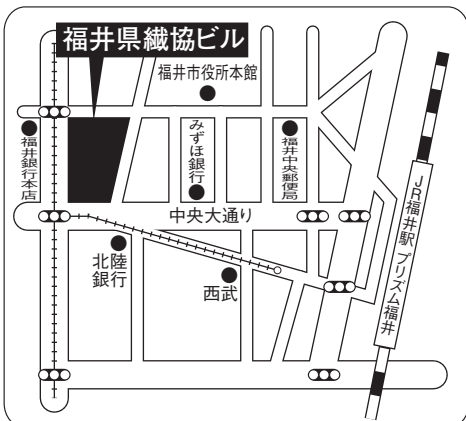 福井県繊協ビル
福井市役所本館
福井銀行本店
みずほ銀行
福井中央郵便局
中央大通り
北陸
銀行
西武
JR福井駅 プリズム福井